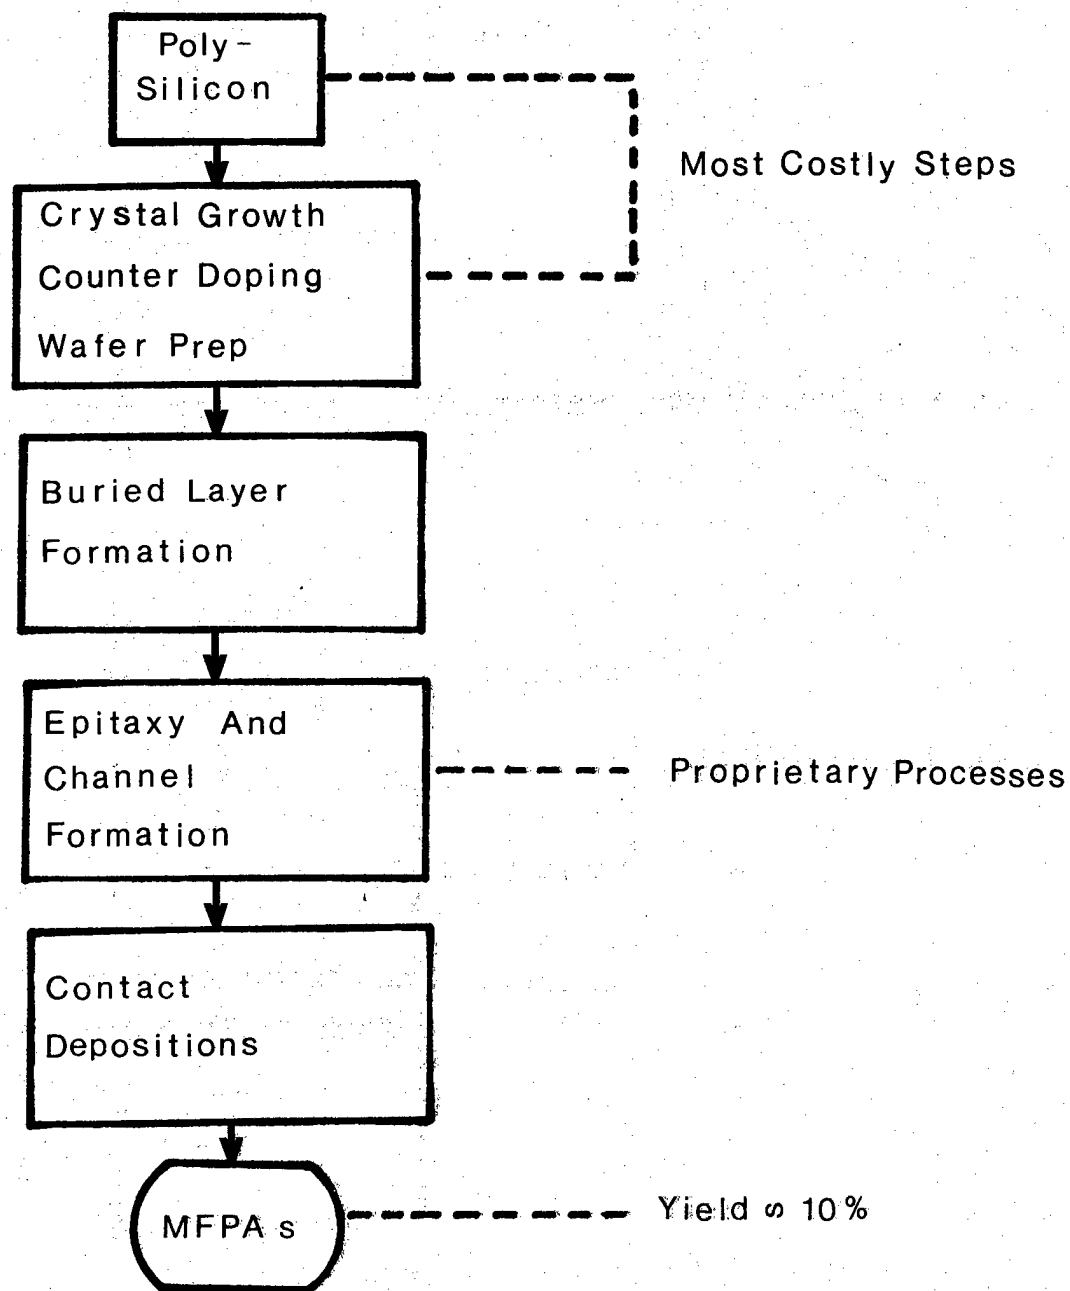 Poly-
Silicon
Most Costly Steps
Crystal Growth
Counter Doping
Wafer Prep
Buried Layer
Formation
Epitaxy And
Channel
Formation
Proprietary Processes
Contact
Depositions
MFPAs
Yield ∽ 10%